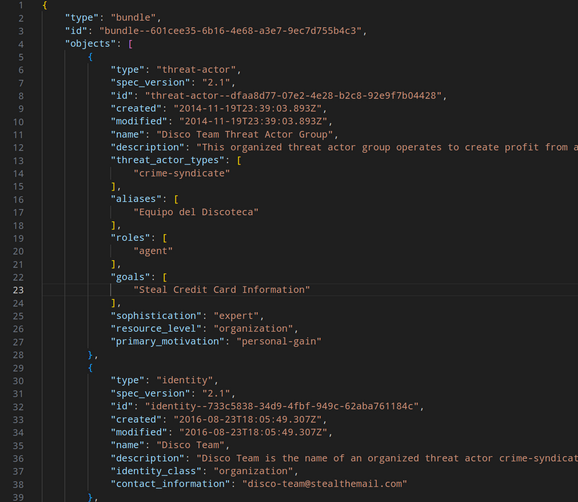 1 {
2 "type": "bundle",
3 "id": "bundle--601cee35-6b16-4e68-a3e7-9ec7d755b4c3",
4 "objects": [
5 {
6 "type": "threat-actor",
7 "spec_version": "2.1",
8 "id": "threat-actor--dfaa8d77-07e2-4e28-b2c8-92e9f7b04428",
9 "created": "2014-11-19T23:39:03.893Z",
10 "modified": "2014-11-19T23:39:03.893Z",
11 "name": "Disco Team Threat Actor Group",
12 "description": "This organized threat actor group operates to create profit from a
13 "threat_actor_types": [
14 "crime-syndicate"
15 ],
16 "aliases": [
17 "Equipo del Discoteca"
18 ],
19 "roles": [
20 "agent"
21 ],
22 "goals": [
23 "Steal Credit Card Information"
24 ],
25 "sophistication": "expert",
26 "resource_level": "organization",
27 "primary_motivation": "personal-gain"
28 },
29 {
30 "type": "identity",
31 "spec_version": "2.1",
32 "id": "identity--733c5838-34d9-4fbf-949c-62aba761184c",
33 "created": "2016-08-23T18:05:49.307Z",
34 "modified": "2016-08-23T18:05:49.307Z",
35 "name": "Disco Team",
36 "description": "Disco Team is the name of an organized threat actor crime-syndicat
37 "identity_class": "organization",
38 "contact_information": "disco-team@stealthemail.com"
39 },